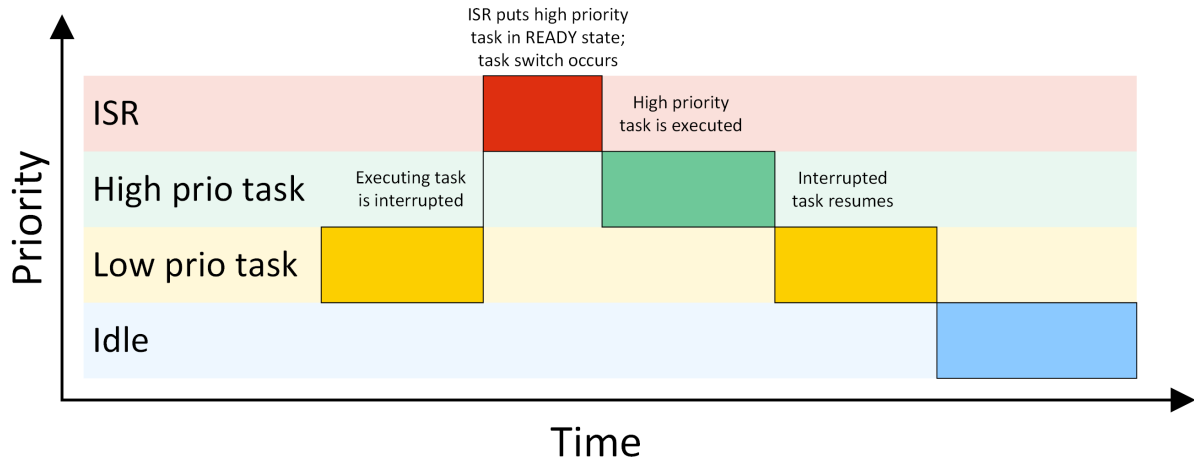 ISR puts high priority
task in READY state;
task switch occurs
ISR
High priority
task is executed
High prio task
Executing task
is interrupted
Interrupted
task resumes
Low prio task
Idle
Priority
Time